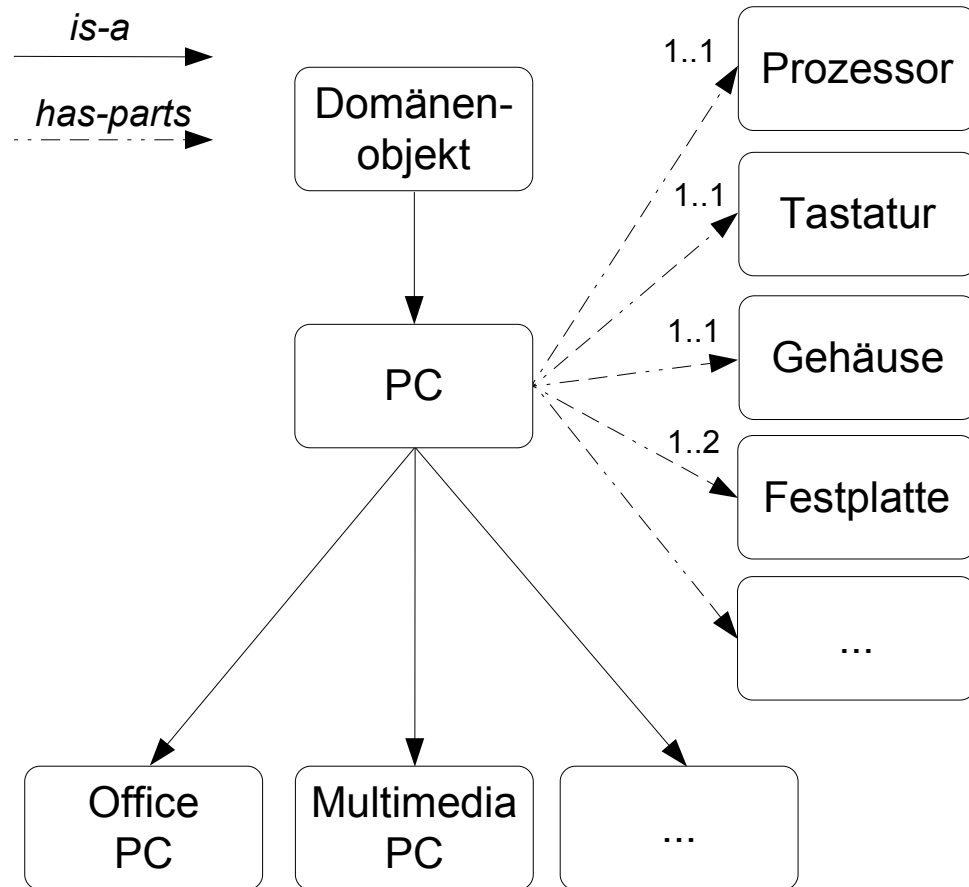 is-a
has-parts
Domänen-
objekt
PC
1..1
Prozessor
1..1
Tastatur
1..1
Gehäuse
1..2
Festplatte
...
Office
PC
Multimedia
PC
...